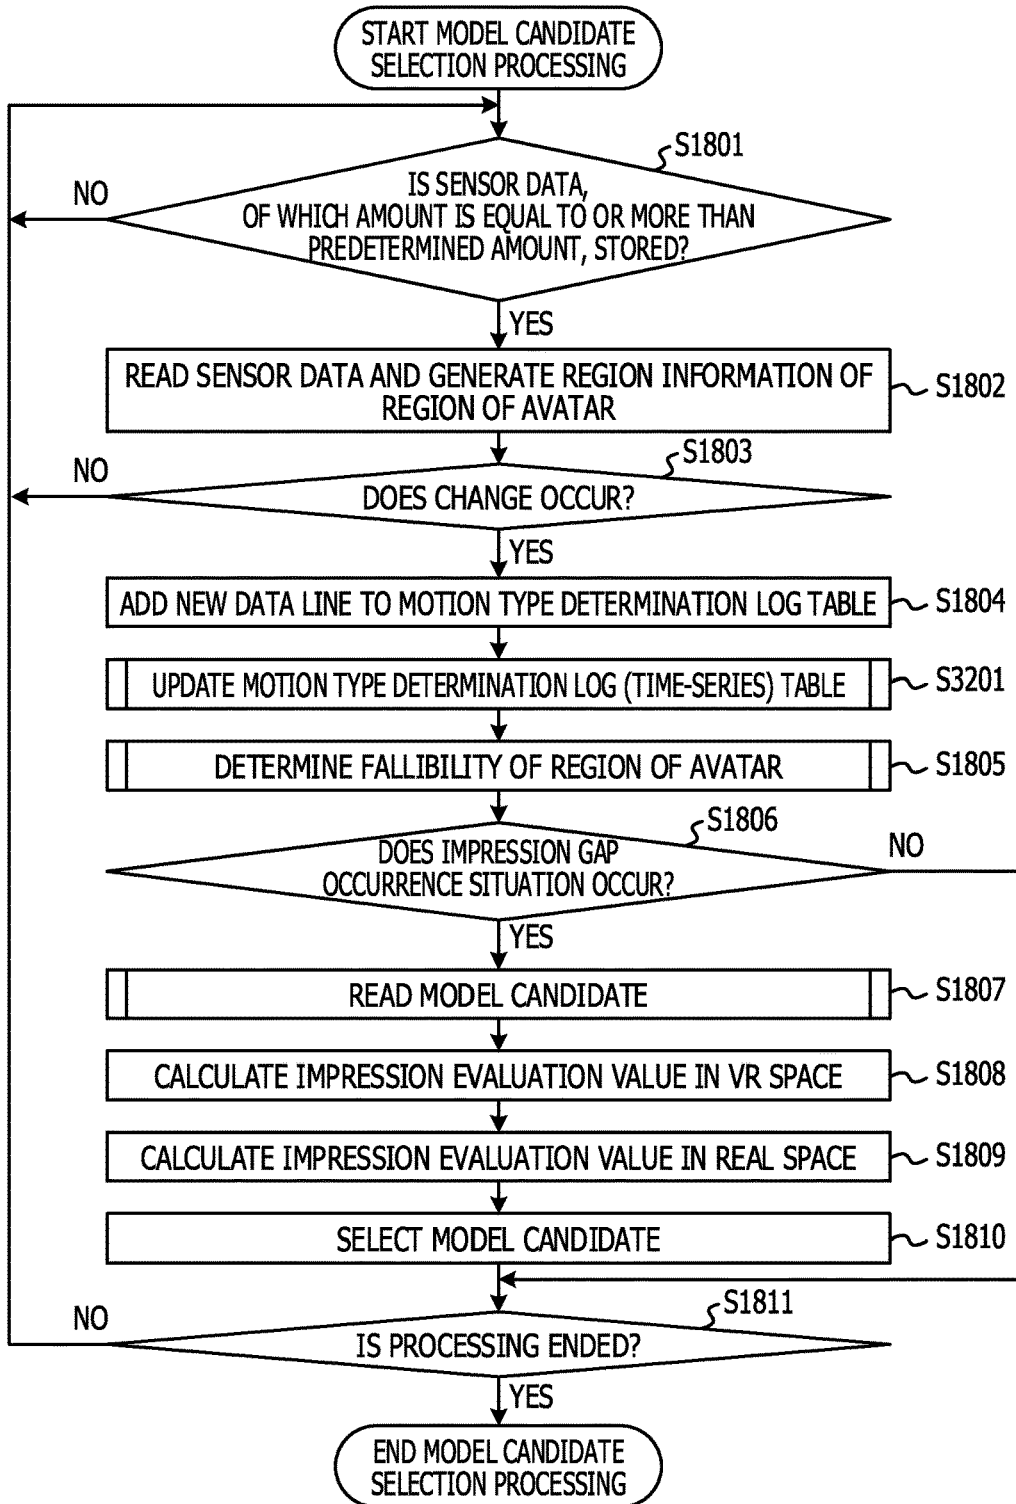 START MODEL CANDIDATE
SELECTION PROCESSING
S1801
NO
IS SENSOR DATA,
OF WHICH AMOUNT IS EQUAL TO OR MORE THAN
PREDETERMINED AMOUNT, STORED?
YES
READ SENSOR DATA AND GENERATE REGION INFORMATION OF
REGION OF AVATAR
S1802
S1803
NO
DOES CHANGE OCCUR?
YES
ADD NEW DATA LINE TO MOTION TYPE DETERMINATION LOG TABLE
S1804
UPDATE MOTION TYPE DETERMINATION LOG (TIME-SERIES) TABLE
S3201
DETERMINE FALLIBILITY OF REGION OF AVATAR
S1805
S1806
NO
DOES IMPRESSION GAP
OCCURRENCE SITUATION OCCUR?
YES
READ MODEL CANDIDATE
S1807
CALCULATE IMPRESSION EVALUATION VALUE IN VR SPACE
S1808
CALCULATE IMPRESSION EVALUATION VALUE IN REAL SPACE
S1809
SELECT MODEL CANDIDATE
S1810
S1811
NO
IS PROCESSING ENDED?
YES
END MODEL CANDIDATE
SELECTION PROCESSING